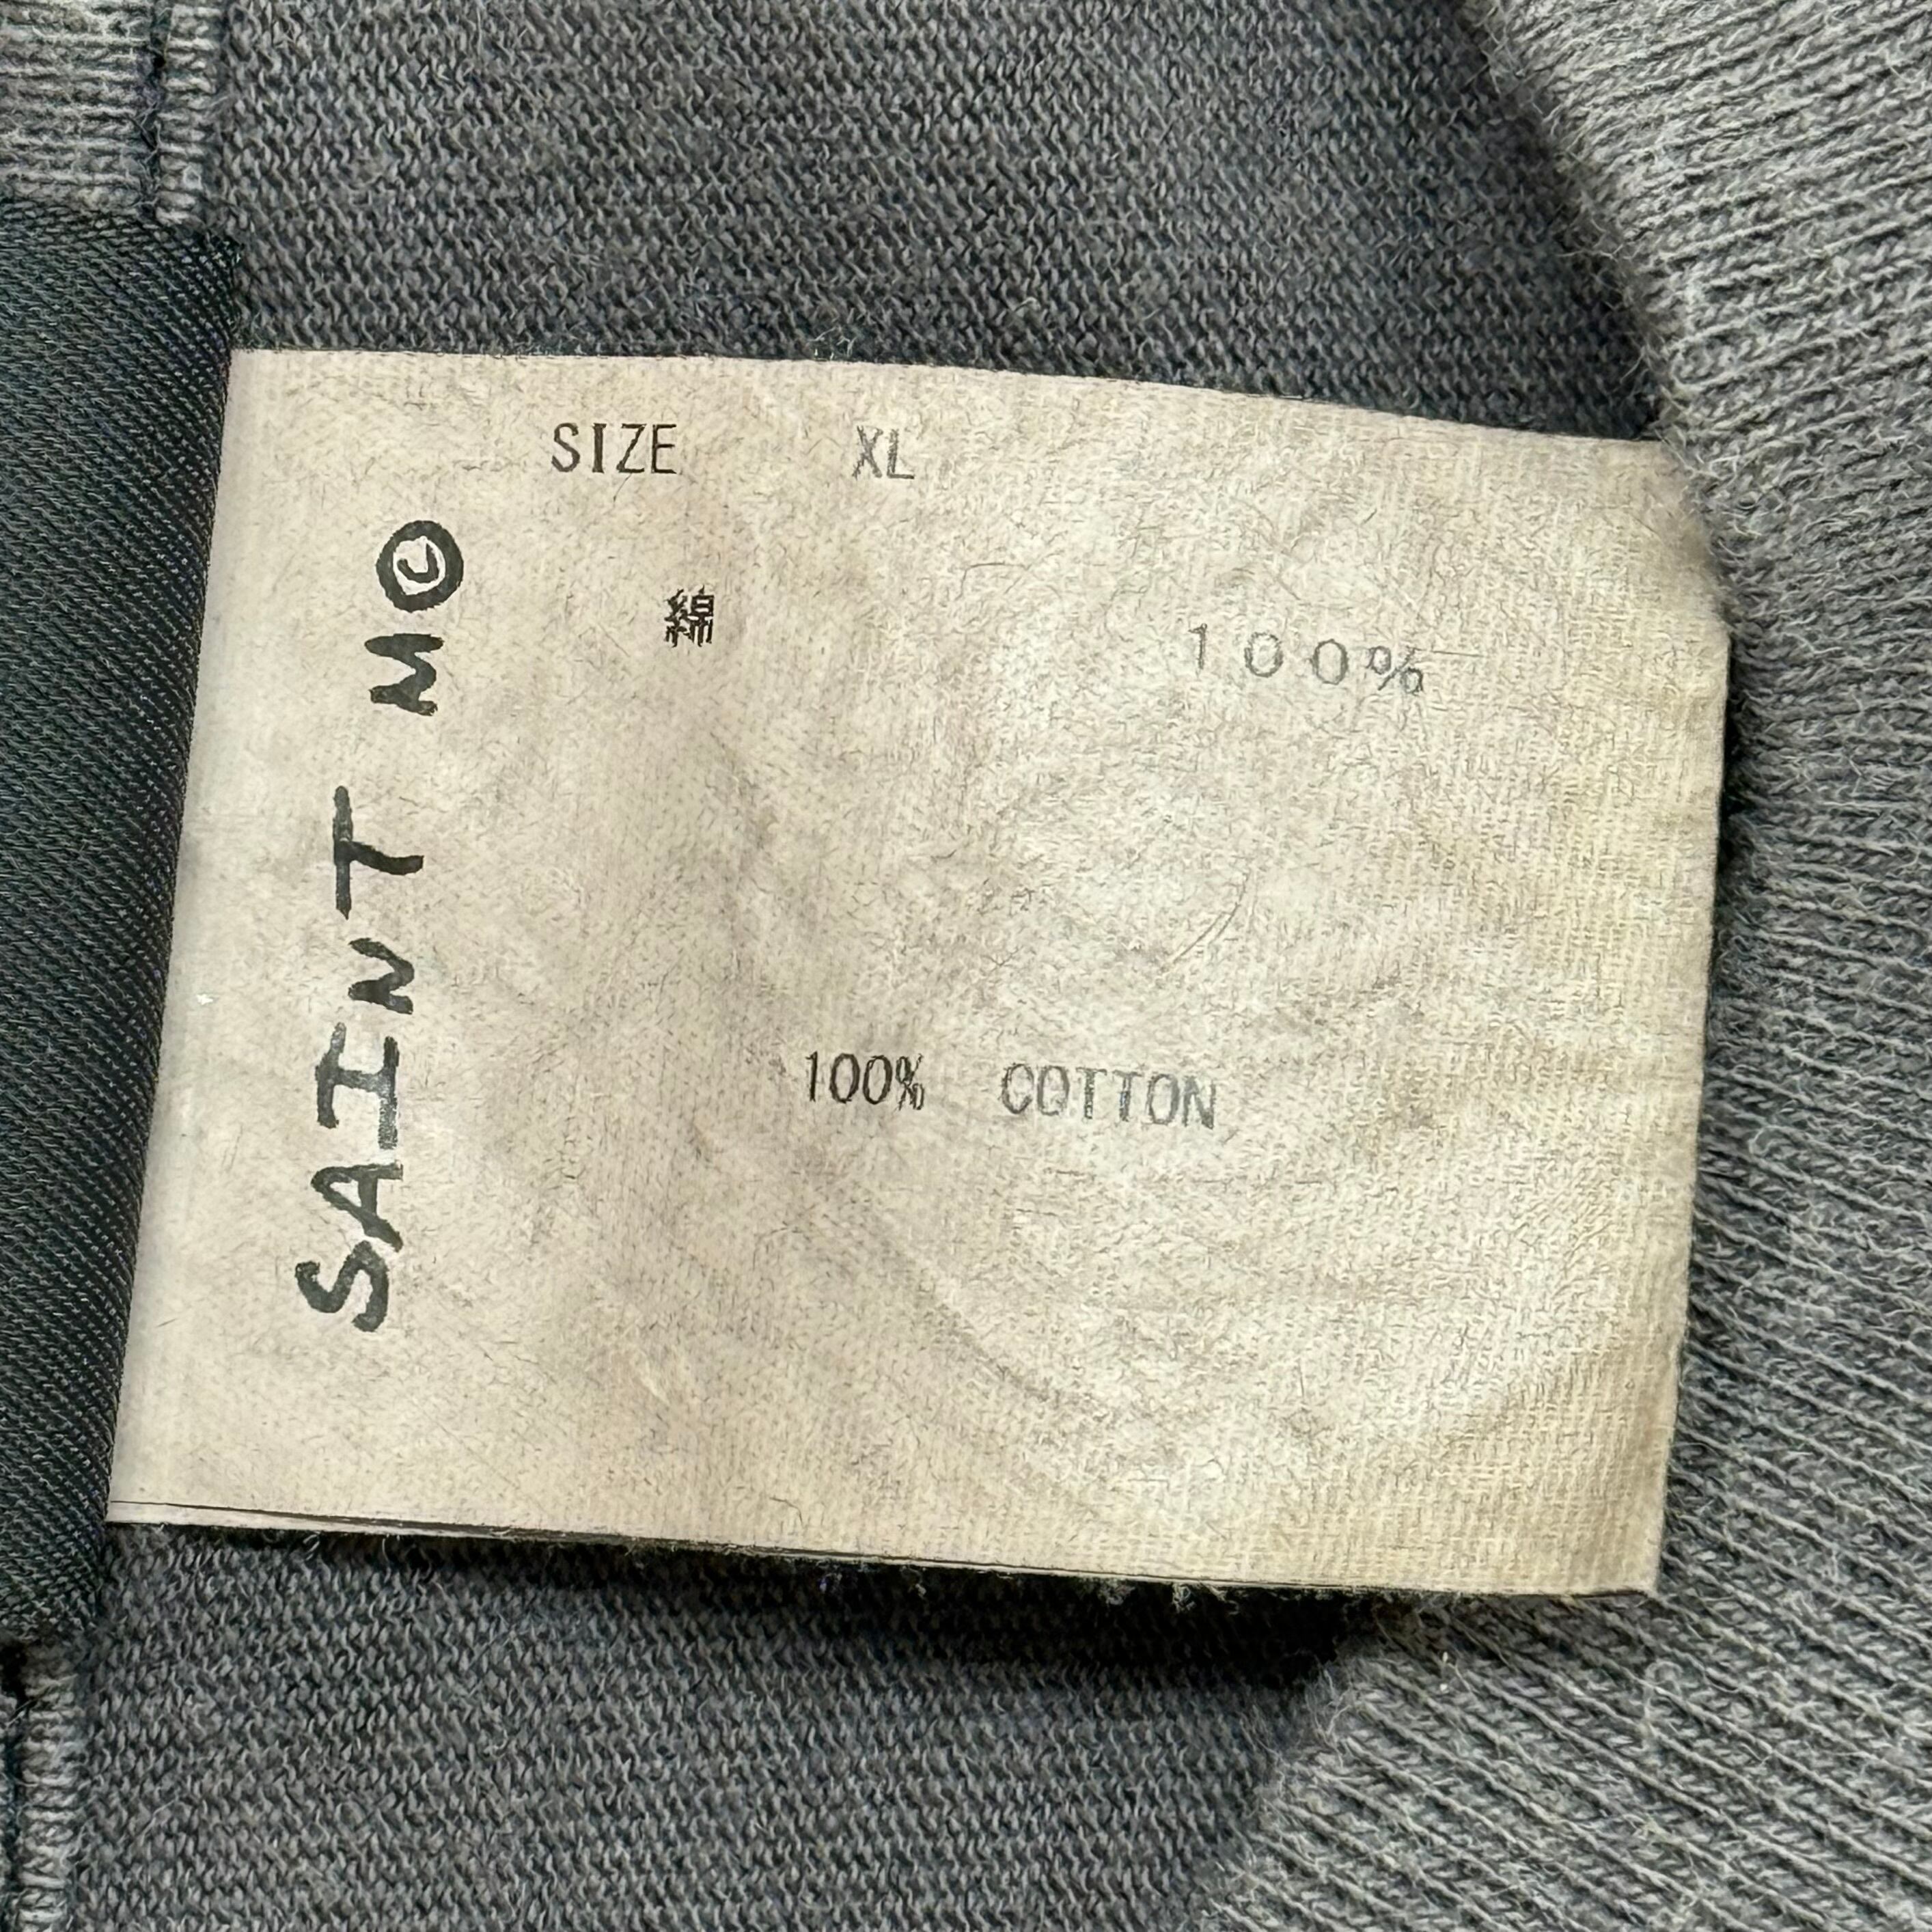 SIZE XL
綿 100%
100% COTTON
SAINT M©